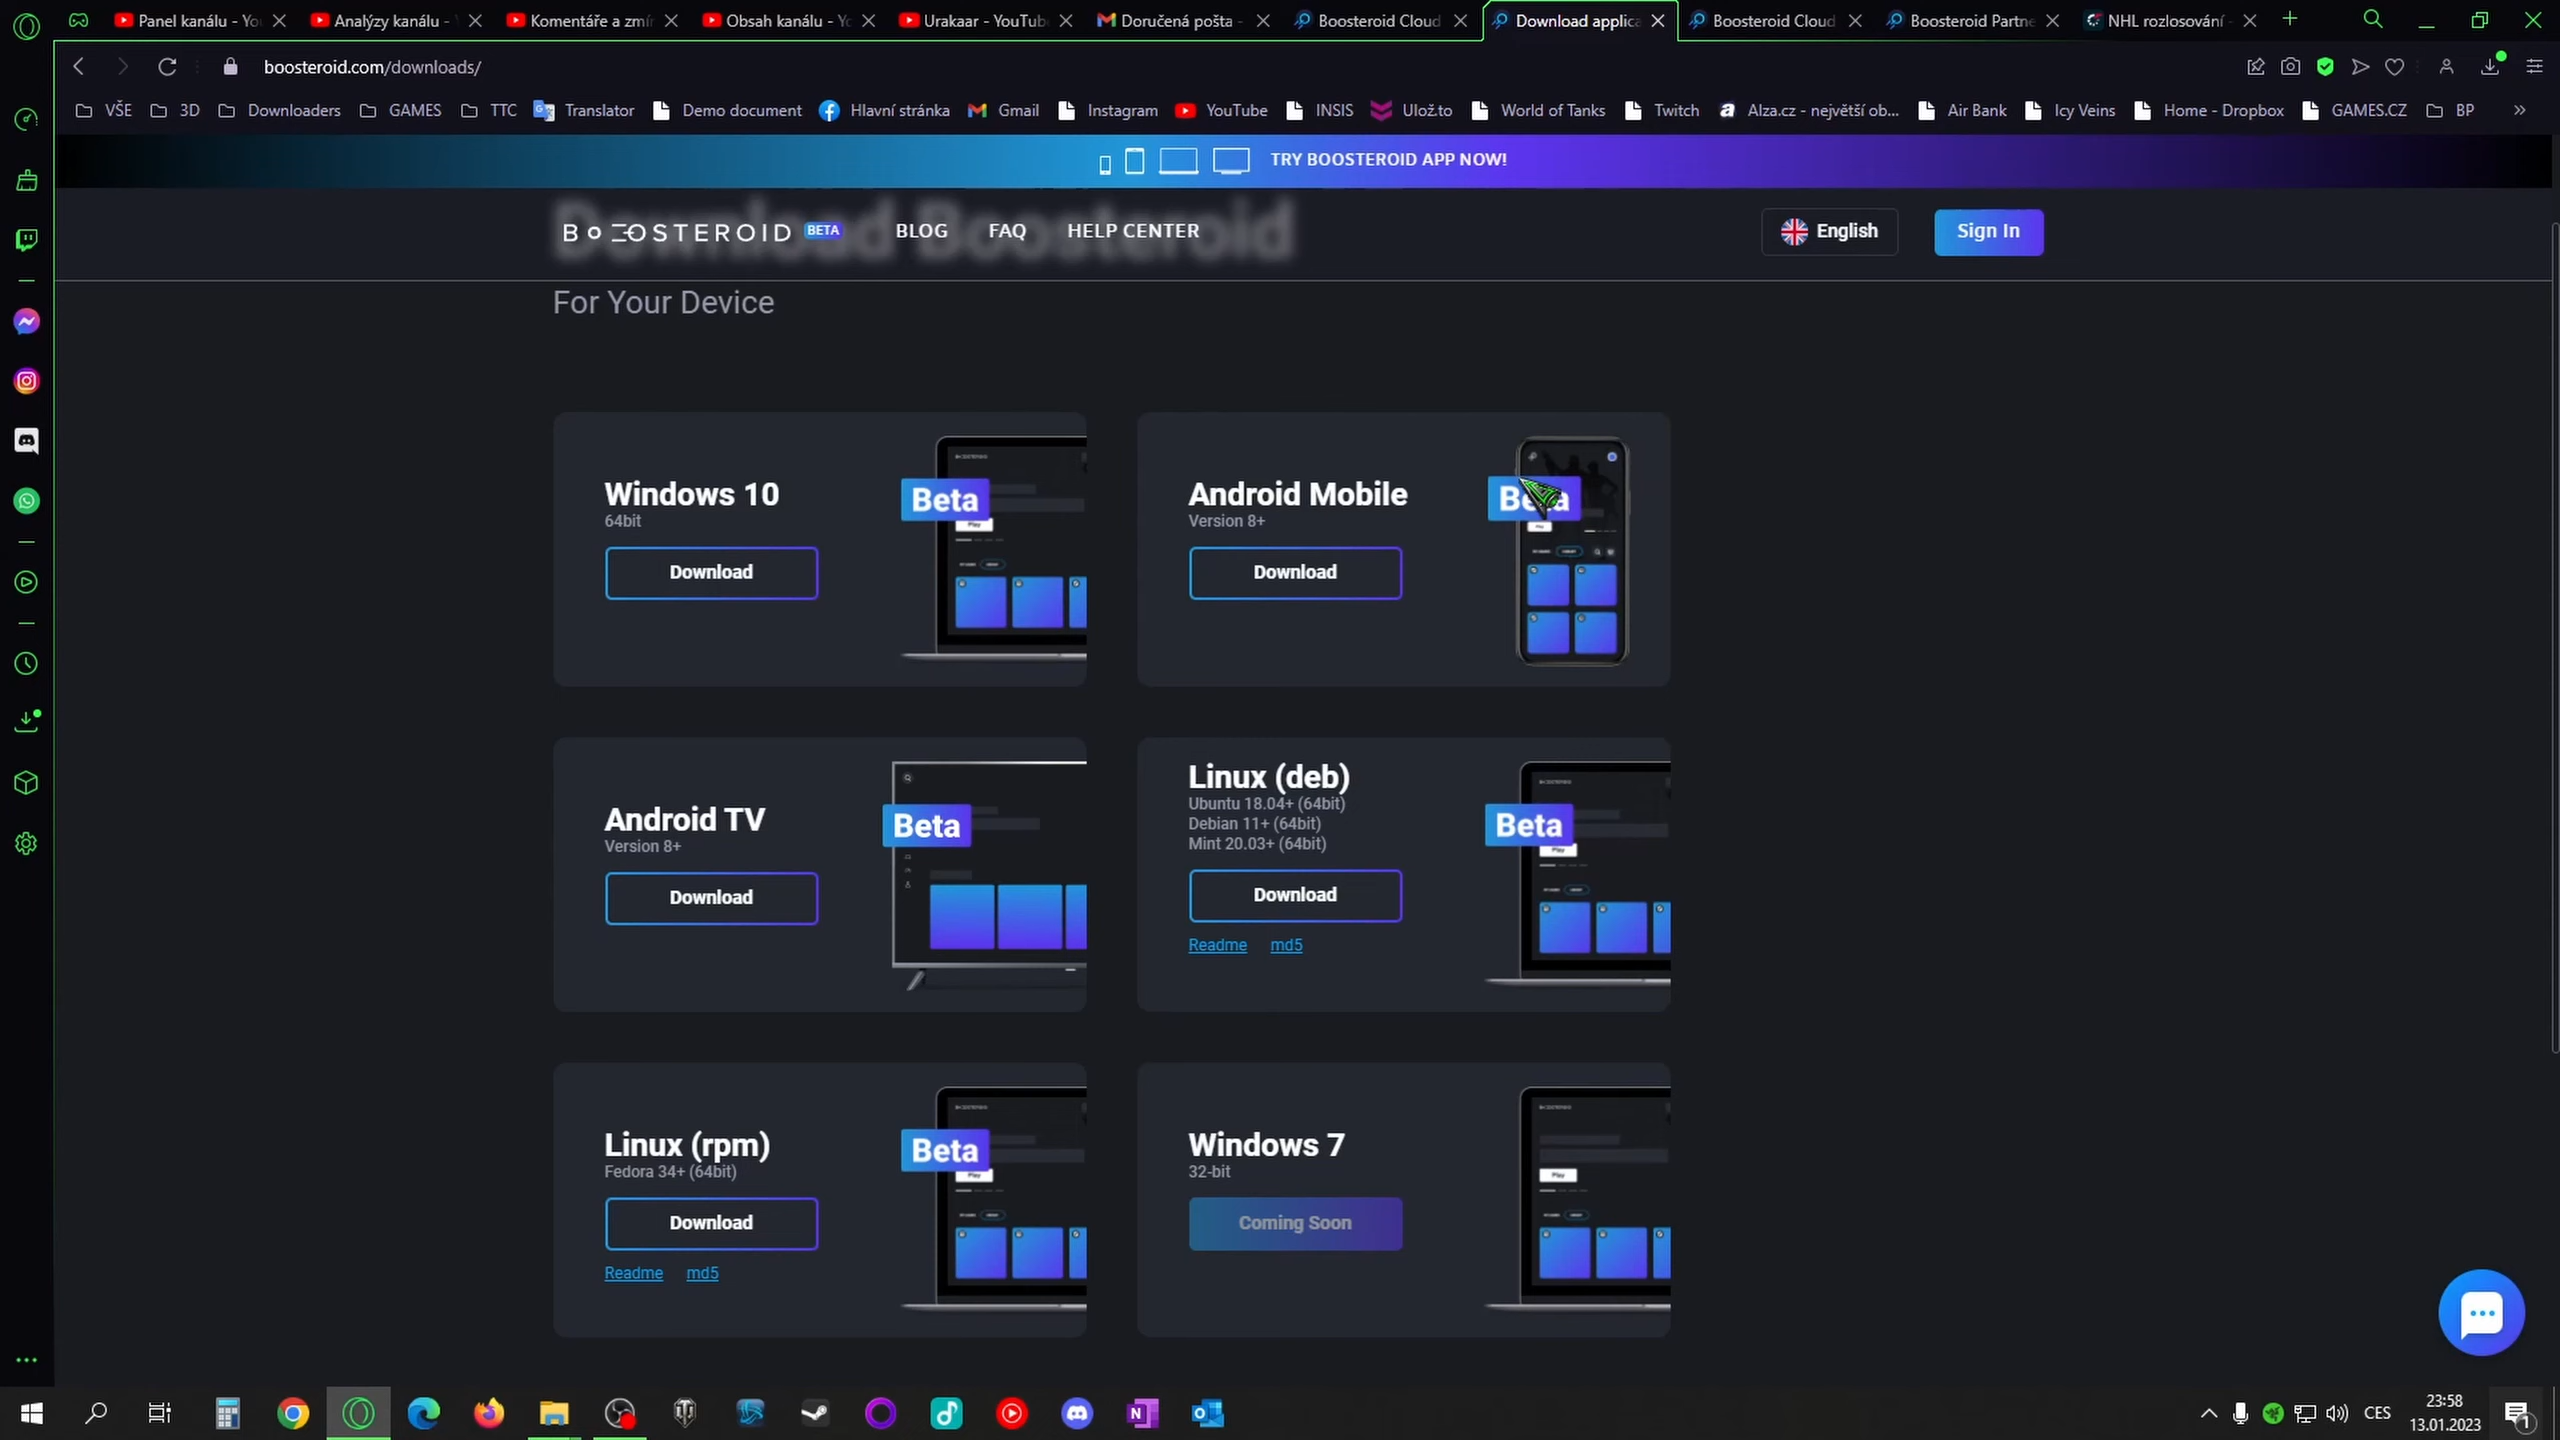 Panel kanálu - Yo
Analýzy kanálu -
Komentáře a zmí
Obsah kanálu - Yo
Urakaar - YouTub
Doručená pošta -
Boosteroid Cloud
Download applica
Boosteroid Cloud
Boosteroid Partne
NHL rozlosování -
boosteroid.com/downloads/
VŠE
3D
Downloaders
GAMES
TTC
Translator
Demo document
Hlavní stránka
Gmail
Instagram
YouTube
INSIS
Ulož.to
World of Tanks
Twitch
Alza.cz - největší ob...
Air Bank
Icy Veins
Home - Dropbox
GAMES.CZ
BP
TRY BOOSTEROID APP NOW!
Download Boosteroid
BOOSTEROID BETA
BLOG
FAQ
HELP CENTER
English
Sign In
For Your Device
Windows 10
64bit
Download
Beta
Android Mobile
Version 8+
Download
Beta
Android TV
Version 8+
Download
Beta
Linux (deb)
Ubuntu 18.04+ (64bit)
Debian 11+ (64bit)
Mint 20.03+ (64bit)
Download
Readme md5
Beta
Linux (rpm)
Fedora 34+ (64bit)
Download
Readme md5
Beta
Windows 7
32-bit
Coming Soon
CES
23:58
13.01.2023
1